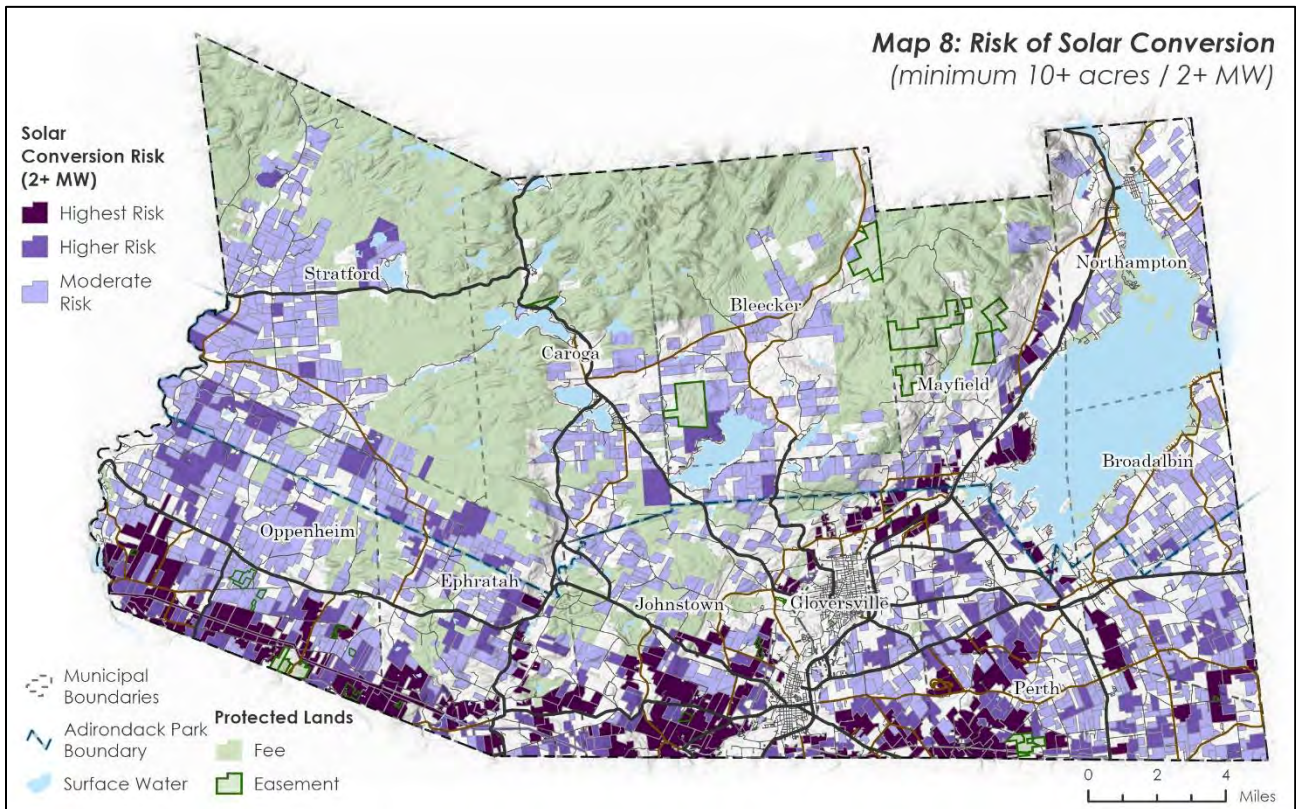 Map 8: Risk of Solar Conversion
(minimum 10+ acres / 2+ MW)
Solar
Conversion Risk
(2+ MW)
Highest Risk
Higher Risk
Moderate
Risk
Stratford
Bleecker
Northampton
Caroga
Mayfield
Broadalbin
Oppenheim
Ephratah
Johnstown
Gloversville
Perth
Municipal
Boundaries
Adirondack Park
Boundary
Surface Water
Protected Lands
Fee
Easement
0 2 4
Miles